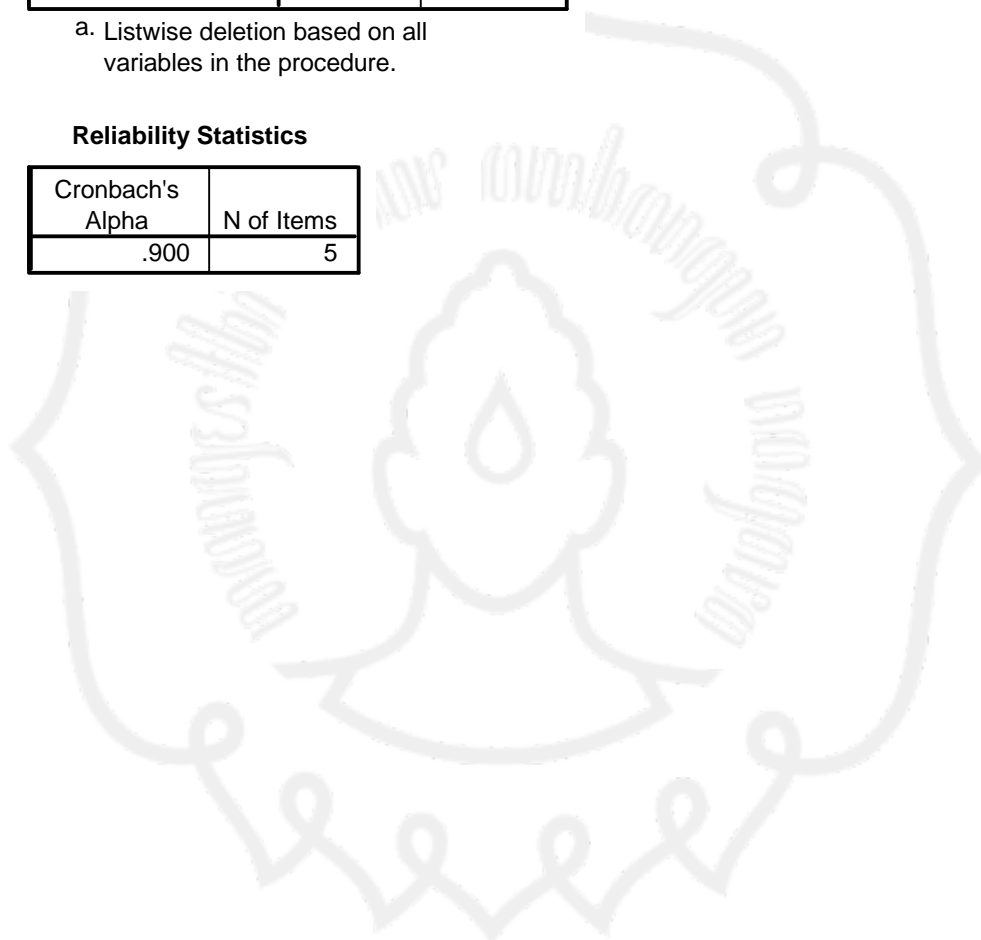 a. Listwise deletion based on all
variables in the procedure.
Reliability Statistics
Cronbach's
Alpha N of Items
.900 5